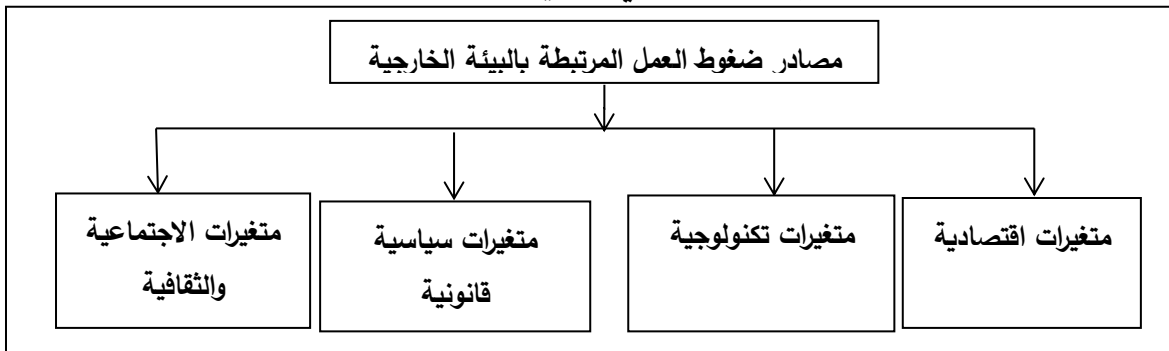 مصادر ضغوط العمل المرتبطة بالبيئة الخارجية
متغيرات اقتصادية
متغيرات تكنولوجية
متغيرات سياسية
قانونية
متغيرات الاجتماعية
والثقافية